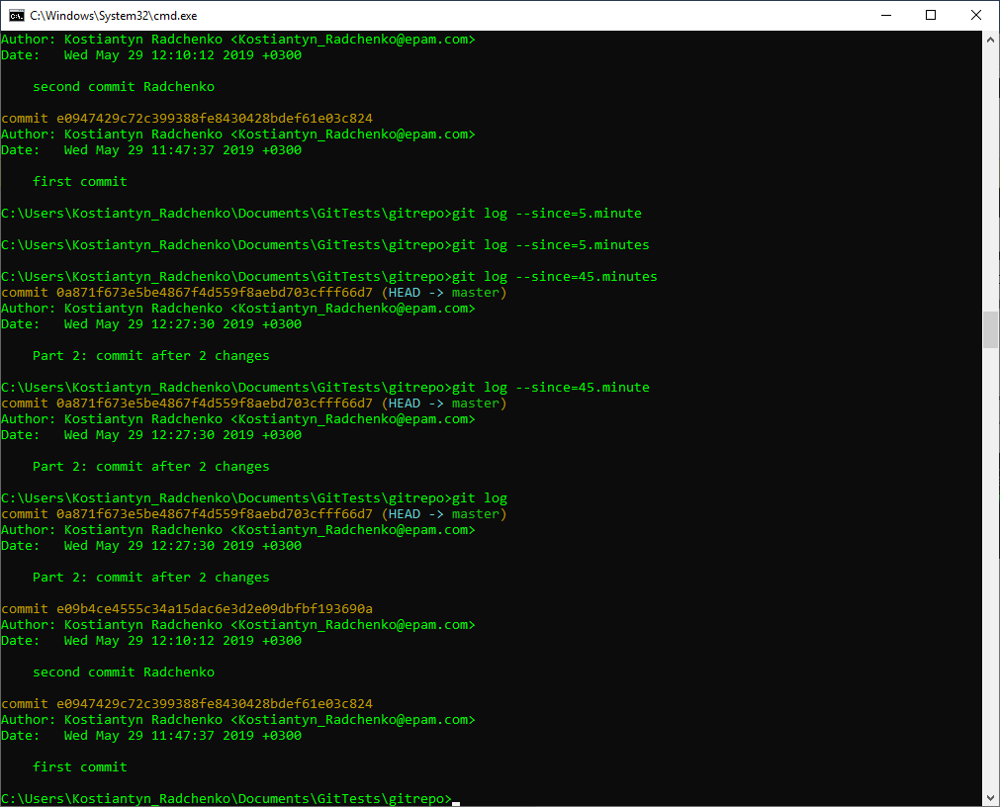 C:\Windows\System32\cmd.exe
Author: Kostiantyn Radchenko <Kostiantyn_Radchenko@epam.com>
Date:   Wed May 29 12:10:12 2019 +0300
    second commit Radchenko
commit e0947429c72c399388fe8430428bdef61e03c824
Author: Kostiantyn Radchenko <Kostiantyn_Radchenko@epam.com>
Date:   Wed May 29 11:47:37 2019 +0300
    first commit
C:\Users\Kostiantyn_Radchenko\Documents\GitTests\gitrepo>git log --since=5.minute
C:\Users\Kostiantyn_Radchenko\Documents\GitTests\gitrepo>git log --since=5.minutes
C:\Users\Kostiantyn_Radchenko\Documents\GitTests\gitrepo>git log --since=45.minutes
commit 0a871f673e5be4867f4d559f8aebd703cfff66d7 (HEAD -> master)
Author: Kostiantyn Radchenko <Kostiantyn_Radchenko@epam.com>
Date:   Wed May 29 12:27:30 2019 +0300
    Part 2: commit after 2 changes
C:\Users\Kostiantyn_Radchenko\Documents\GitTests\gitrepo>git log --since=45.minute
commit 0a871f673e5be4867f4d559f8aebd703cfff66d7 (HEAD -> master)
Author: Kostiantyn Radchenko <Kostiantyn_Radchenko@epam.com>
Date:   Wed May 29 12:27:30 2019 +0300
    Part 2: commit after 2 changes
C:\Users\Kostiantyn_Radchenko\Documents\GitTests\gitrepo>git log
commit 0a871f673e5be4867f4d559f8aebd703cfff66d7 (HEAD -> master)
Author: Kostiantyn Radchenko <Kostiantyn_Radchenko@epam.com>
Date:   Wed May 29 12:27:30 2019 +0300
    Part 2: commit after 2 changes
commit e09b4ce4555c34a15dac6e3d2e09dbfbf193690a
Author: Kostiantyn Radchenko <Kostiantyn_Radchenko@epam.com>
Date:   Wed May 29 12:10:12 2019 +0300
    second commit Radchenko
commit e0947429c72c399388fe8430428bdef61e03c824
Author: Kostiantyn Radchenko <Kostiantyn_Radchenko@epam.com>
Date:   Wed May 29 11:47:37 2019 +0300
    first commit
C:\Users\Kostiantyn_Radchenko\Documents\GitTests\gitrepo>